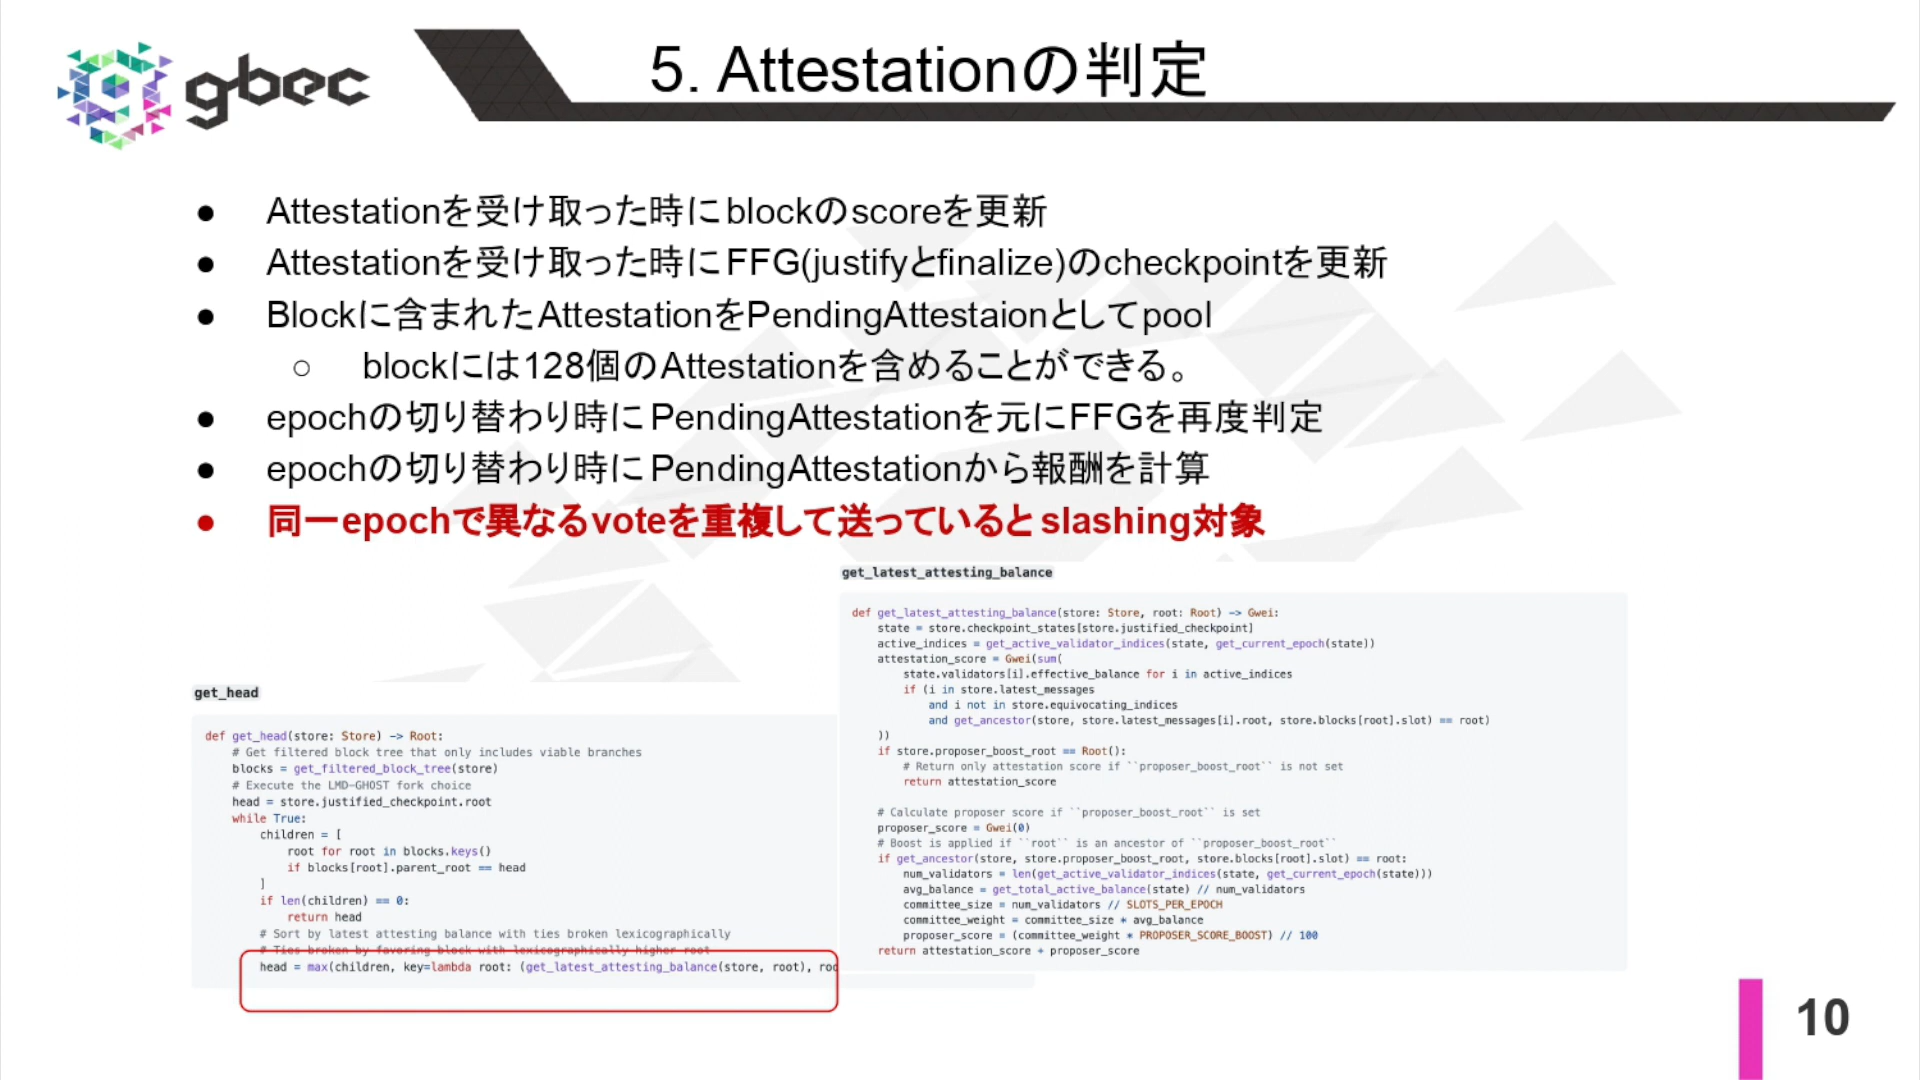 gbec
5. Attestationの判定
● Attestationを受け取った時にblockのscoreを更新
● Attestationを受け取った時にFFG(justifyとfinalize)のcheckpointを更新
● Blockに含まれたAttestationをPendingAttestaionとしてpool
○ blockには128個のAttestationを含めることができる。
● epochの切り替わり時にPendingAttestationを元にFFGを再度判定
● epochの切り替わり時にPendingAttestationから報酬を計算
● 同一epochで異なるvoteを重複して送っているとslashing対象
get_head
def get_head(store: Store) -> Root:
# Get filtered block tree that only includes viable branches
blocks = get_filtered_block_tree(store)
# Execute the LMD-GHOST fork choice
head = store.justified_checkpoint.root
while True:
children = [
root for root in blocks.keys()
if blocks[root].parent_root == head
]
if len(children) == 0:
return head
# Sort by latest attesting balance with ties broken lexicographically
# Ties broken by favoring block with lexicographically higher root
head = max(children, key=lambda root: (get_latest_attesting_balance(store, root), roo
get_latest_attesting_balance
def get_latest_attesting_balance(store: Store, root: Root) -> Gwei:
state = store.checkpoint_states[store.justified_checkpoint]
active_indices = get_active_validator_indices(state, get_current_epoch(state))
attestation_score = Gwei(sum(
state.validators[i].effective_balance for i in active_indices
if (i in store.latest_messages
and i not in store.equivocating_indices
and get_ancestor(store, store.latest_messages[i].root, store.blocks[root].slot) == root)
))
if store.proposer_boost_root == Root():
# Return only attestation score if ``proposer_boost_root`` is not set
return attestation_score
# Calculate proposer score if ``proposer_boost_root`` is set
proposer_score = Gwei(0)
# Boost is applied if ``root`` is an ancestor of ``proposer_boost_root``
if get_ancestor(store, store.proposer_boost_root, store.blocks[root].slot) == root:
num_validators = len(get_active_validator_indices(state, get_current_epoch(state)))
avg_balance = get_total_active_balance(state) // num_validators
committee_size = num_validators // SLOTS_PER_EPOCH
committee_weight = committee_size * avg_balance
proposer_score = (committee_weight * PROPOSER_SCORE_BOOST) // 100
return attestation_score + proposer_score
10